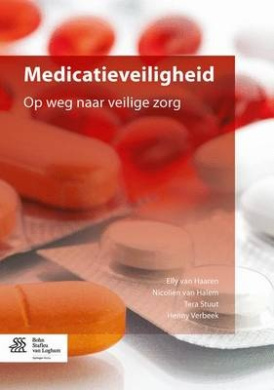 Medicatieveiligheid
Op weg naar veilige zorg
Elly van Haaren
Nicolien van Halem
Tera Stuut
Henny Verbeek
Bohn
Stafleu
van Loghum